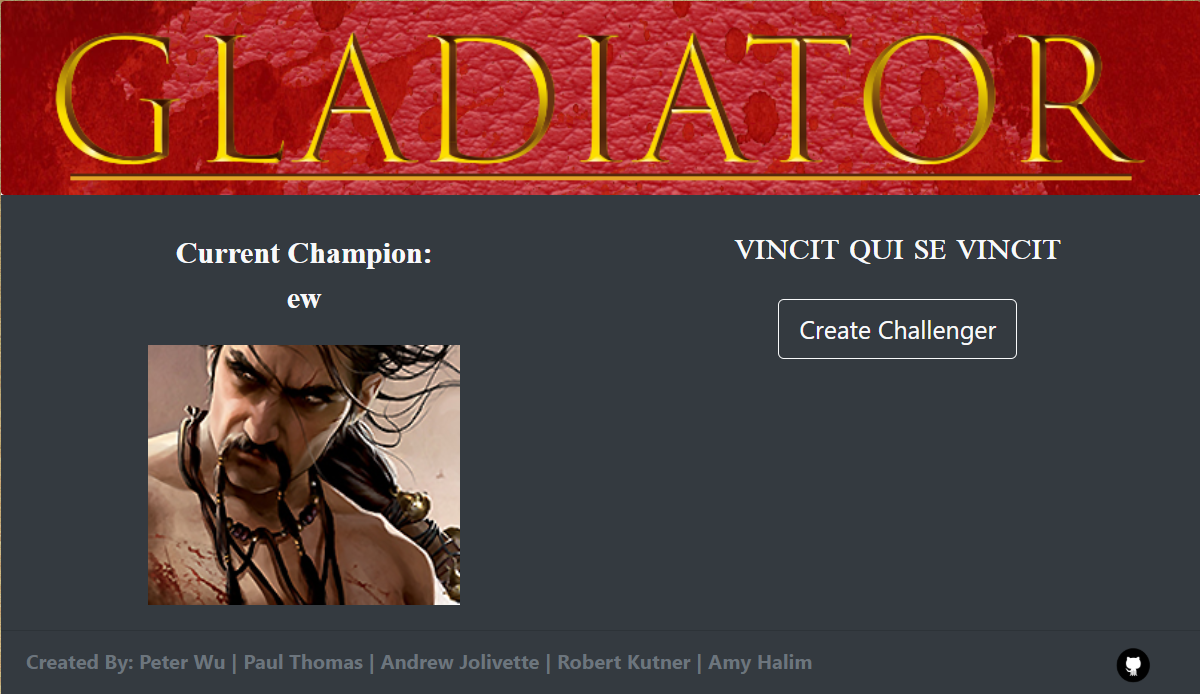 GLADIATOR
Current Champion:
ew
VINCIT QUI SE VINCIT
Create Challenger
Created By: Peter Wu | Paul Thomas | Andrew Jolivette | Robert Kutner | Amy Halim